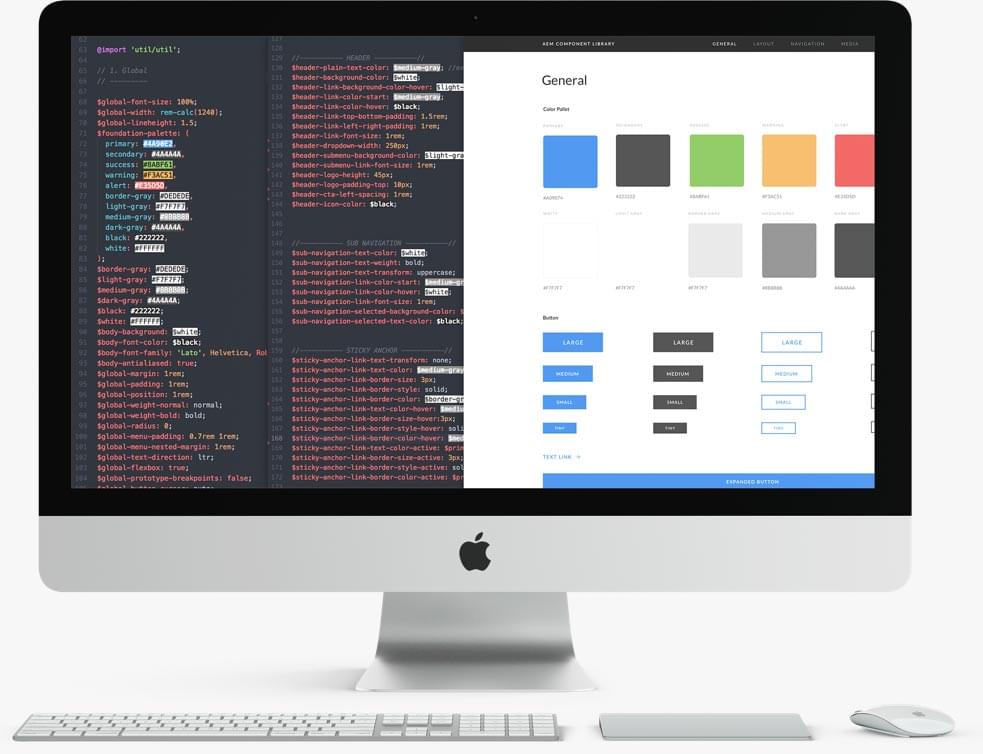 62
63 @import 'util/util';
64
65 // 1. Global
66 // ---------
67
68 $global-font-size: 100%;
69 $global-width: rem-calc(1240);
70 $global-lineheight: 1.5;
71 $foundation-palette: (
72 primary: #4A90E2,
73 secondary: #4A4A4A,
74 success: #8ABF61,
75 warning: #F3AC51,
76 alert: #E35D5D,
77 border-gray: #DEDEDE,
78 light-gray: #F7F7F7,
79 medium-gray: #8B8B8B,
80 dark-gray: #4A4A4A,
81 black: #222222,
82 white: #FFFFFF
83 );
84 $border-gray: #DEDEDE;
85 $light-gray: #F7F7F7;
86 $medium-gray: #8B8B8B;
87 $dark-gray: #4A4A4A;
88 $black: #222222;
89 $white: #FFFFFF;
90 $body-background: $white;
91 $body-font-color: $black;
92 $body-font-family: 'Lato', Helvetica, Rob
93 $body-antialiased: true;
94 $global-margin: 1rem;
95 $global-padding: 1rem;
96 $global-position: 1rem;
97 $global-weight-normal: normal;
98 $global-weight-bold: bold;
99 $global-radius: 0;
100 $global-menu-padding: 0.7rem 1rem;
101 $global-menu-nested-margin: 1rem;
102 $global-text-direction: ltr;
103 $global-flexbox: true;
104 $global-prototype-breakpoints: false;
127
128
129 //----------- HEADER -----------//
130 $header-plain-text-color: $medium-gray;
131 $header-background-color: $white;
132 $header-link-background-color-hover: $light-
133 $header-link-color-start: $medium-gray;
134 $header-link-color-hover: $black;
135 $header-link-top-bottom-padding: 1.5rem;
136 $header-link-left-right-padding: 1rem;
137 $header-link-font-size: 1rem;
138 $header-dropdown-width: 250px;
139 $header-submenu-background-color: $light-gra
140 $header-submenu-link-font-size: 1rem;
141 $header-logo-height: 45px;
142 $header-logo-padding-top: 10px;
143 $header-cta-left-spacing: 1rem;
144 $header-icon-color: $black;
145
146
147
148 //----------- SUB NAVIGATION -----------//
149 $sub-navigation-text-color: $white;
150 $sub-navigation-text-weight: bold;
151 $sub-navigation-text-transform: uppercase;
152 $sub-navigation-link-color-start: $medium-gr
153 $sub-navigation-link-color-hover: $white;
154 $sub-navigation-link-font-size: 1rem;
155 $sub-navigation-selected-background-color: $
156 $sub-navigation-selected-text-color: $black;
157
158
159 //----------- STICKY ANCHOR -----------//
160 $sticky-anchor-link-text-transform: none;
161 $sticky-anchor-link-text-color: $medium-gray
162 $sticky-anchor-link-border-size: 3px;
163 $sticky-anchor-link-border-style: solid;
164 $sticky-anchor-link-border-color: $border-gr
165 $sticky-anchor-link-text-color-hover: $mediu
166 $sticky-anchor-link-border-size-hover:3px;
167 $sticky-anchor-link-border-style-hover: soli
168 $sticky-anchor-link-border-color-hover: $med
169 $sticky-anchor-link-text-color-active: $prim
170 $sticky-anchor-link-border-size-active: 3px;
171 $sticky-anchor-link-border-style-active: sol
172 $sticky-anchor-link-border-color-active: $pr
AEM COMPONENT LIBRARY GENERAL LAYOUT NAVIGATION MEDIA
General
Color Pallet
PRIMARY SECONDARY SUCCESS WARNING ALERT
#222222 #8ABF61 #F3AC51 #E35D5D
WHITE LIGHT GRAY BORDER GRAY MEDIUM GRAY DARK GRAY
#F7F7F7 #F7F7F7 #F7F7F7 #8B8B8B #4A4A4A
Button
LARGE LARGE LARGE
MEDIUM MEDIUM MEDIUM
SMALL SMALL SMALL
TINY TINY TINY
TEXT LINK →
EXPANDED BUTTON